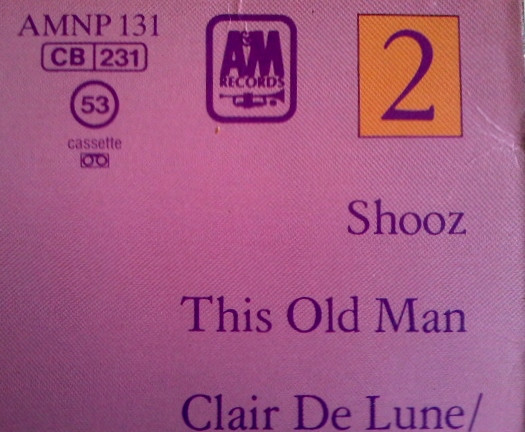 AMNP 131
CB 231
53
cassette
A&M
RECORDS
2
Shooz
This Old Man
Clair De Lune/